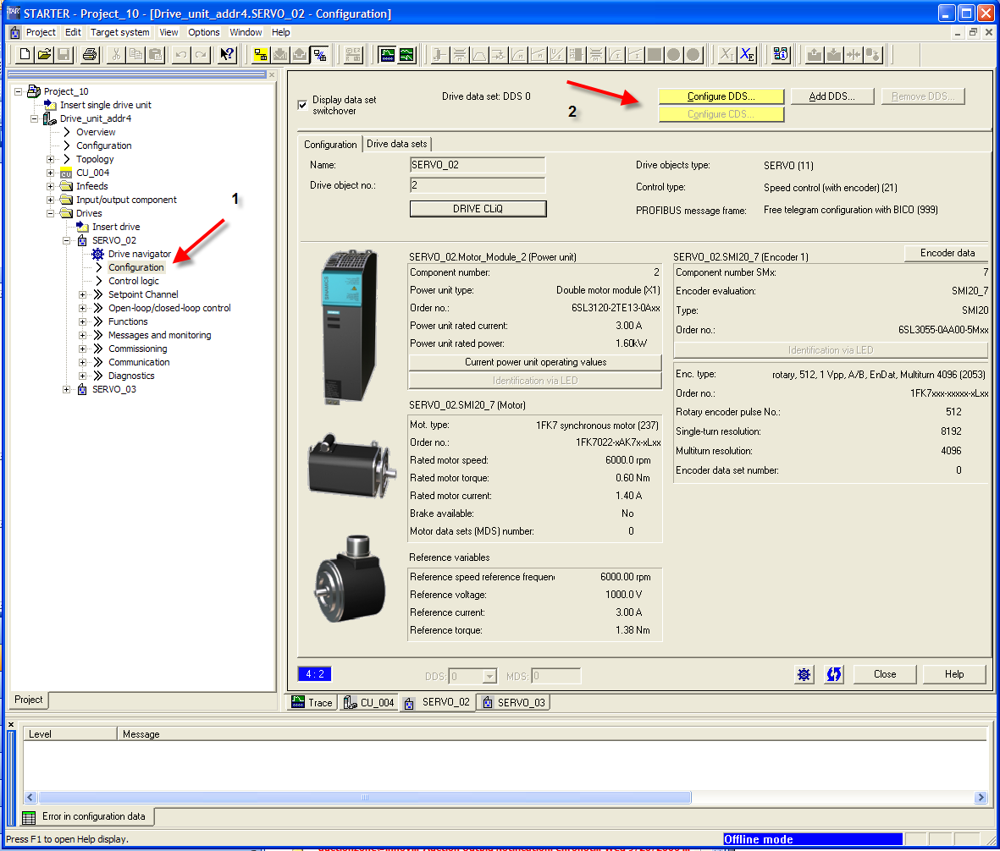 STARTER - Project_10 - [Drive_unit_addr4.SERVO_02 - Configuration]
Project Edit Target system View Options Window Help
Project_10
Insert single drive unit
Drive_unit_addr4
Overview
Configuration
Topology
CU_004
Infeeds
Input/output component
Drives
Insert drive
SERVO_02
Drive navigator
Configuration
Control logic
Setpoint Channel
Open-loop/closed-loop control
Functions
Messages and monitoring
Commissioning
Communication
Diagnostics
SERVO_03
1
Project
Display data set
switchover
Drive data set: DDS 0
2
Configure DDS...
Add DDS...
Remove DDS...
Configure CDS...
Configuration
Drive data sets
Name: SERVO_02
Drive object no.: 2
DRIVE CLiQ
Drive objects type: SERVO (11)
Control type: Speed control (with encoder) (21)
PROFIBUS message frame: Free telegram configuration with BICO (999)
SERVO_02.Motor_Module_2 (Power unit)
Component number: 2
Power unit type: Double motor module (X1)
Order no.: 6SL3120-2TE13-0Axx
Power unit rated current: 3.00 A
Power unit rated power: 1.60kW
Current power unit operating values
Identification via LED
SERVO_02.SMI20_7 (Motor)
Mot. type: 1FK7 synchronous motor (237)
Order no.: 1FK7022-xAK7x-xLxx
Rated motor speed: 6000.0 rpm
Rated motor torque: 0.60 Nm
Rated motor current: 1.40 A
Brake available: No
Motor data sets (MDS) number: 0
Reference variables
Reference speed reference frequen
6000.00 rpm
Reference voltage: 1000.0 V
Reference current: 3.00 A
Reference torque: 1.38 Nm
SERVO_02.SMI20_7 (Encoder 1)
Encoder data
Component number SMx: 7
Encoder evaluation: SMI20_7
Type: SMI20
Order no.: 6SL3055-0AA00-5Mxx
Identification via LED
Enc. type: rotary, 512, 1 Vpp, A/B, EnDat, Multiturn 4096 (2053)
Order no.: 1FK7xxx-xxxxx-xLxx
Rotary encoder pulse No.: 512
Single-turn resolution: 8192
Multiturn resolution: 4096
Encoder data set number: 0
4 : 2
DDS: 0
MDS: 0
Close
Help
Trace
CU_004
SERVO_02
SERVO_03
Level
Message
Error in configuration data
Press F1 to open Help display.
Offline mode